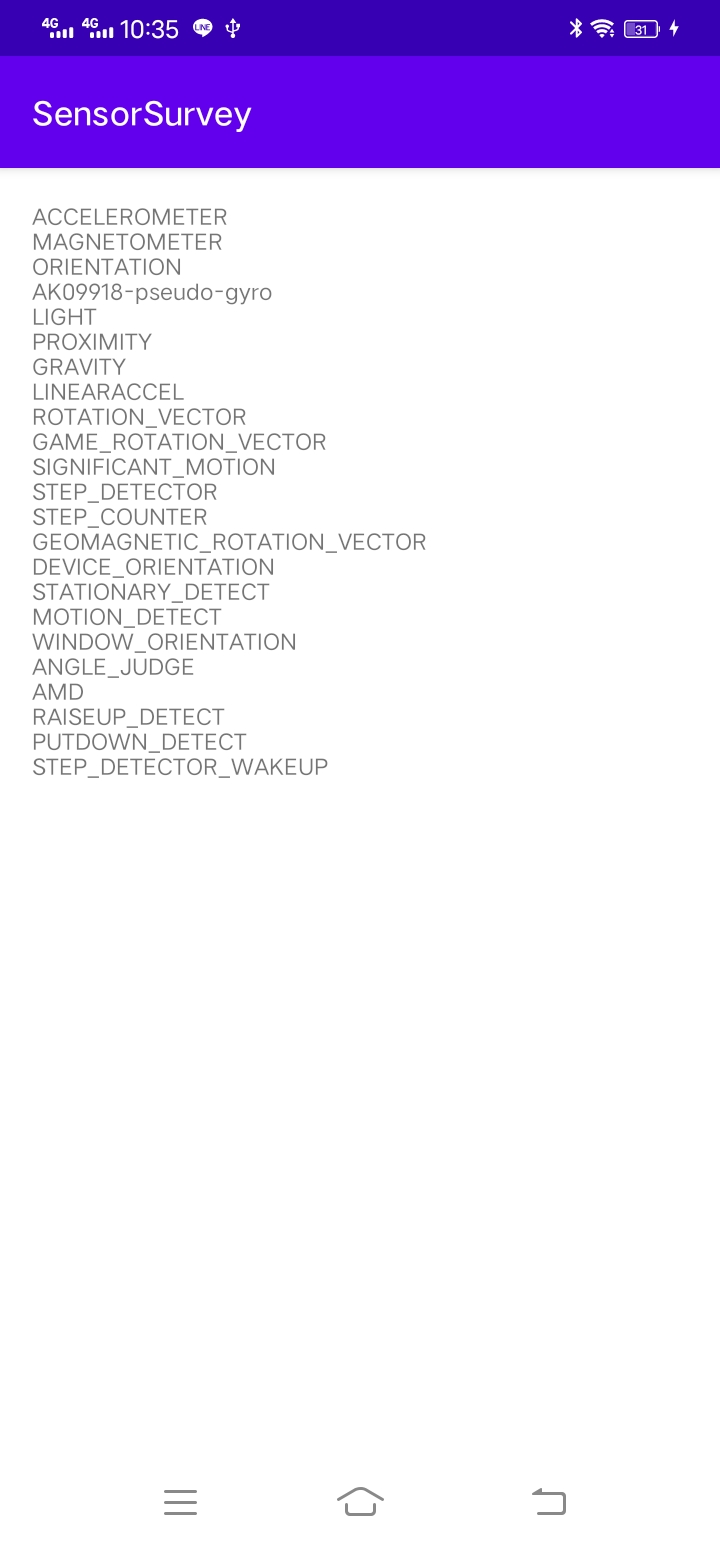 4G 4G 10:35 LINE 31
SensorSurvey
ACCELEROMETER
MAGNETOMETER
ORIENTATION
AK09918-pseudo-gyro
LIGHT
PROXIMITY
GRAVITY
LINEARACCEL
ROTATION_VECTOR
GAME_ROTATION_VECTOR
SIGNIFICANT_MOTION
STEP_DETECTOR
STEP_COUNTER
GEOMAGNETIC_ROTATION_VECTOR
DEVICE_ORIENTATION
STATIONARY_DETECT
MOTION_DETECT
WINDOW_ORIENTATION
ANGLE_JUDGE
AMD
RAISEUP_DETECT
PUTDOWN_DETECT
STEP_DETECTOR_WAKEUP